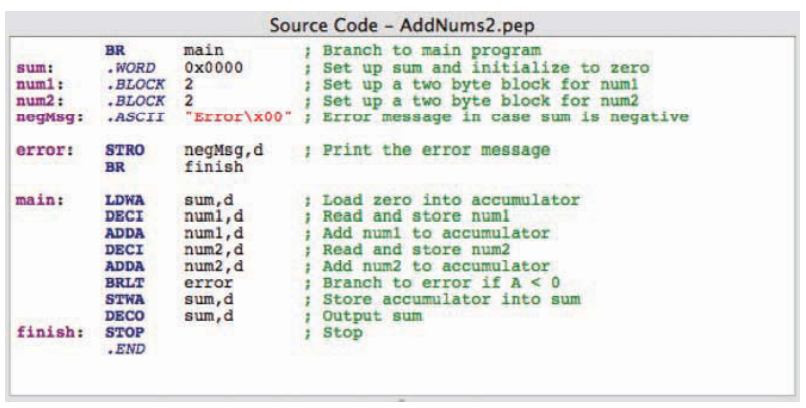 Source Code - AddNums2.pep
BR main ; Branch to main program
sum: .WORD 0x0000 ; Set up sum and initialize to zero
num1: .BLOCK 2 ; Set up a two byte block for num1
num2: .BLOCK 2 ; Set up a two byte block for num2
negMsg: .ASCII "Error\x00" ; Error message in case sum is negative
error: STRO negMsg,d ; Print the error message
BR finish
main: LDWA sum,d ; Load zero into accumulator
DECI num1,d ; Read and store num1
ADDA num1,d ; Add num1 to accumulator
DECI num2,d ; Read and store num2
ADDA num2,d ; Add num2 to accumulator
BRLT error ; Branch to error if A < 0
STWA sum,d ; Store accumulator into sum
DECO sum,d ; Output sum
finish: STOP ; Stop
.END